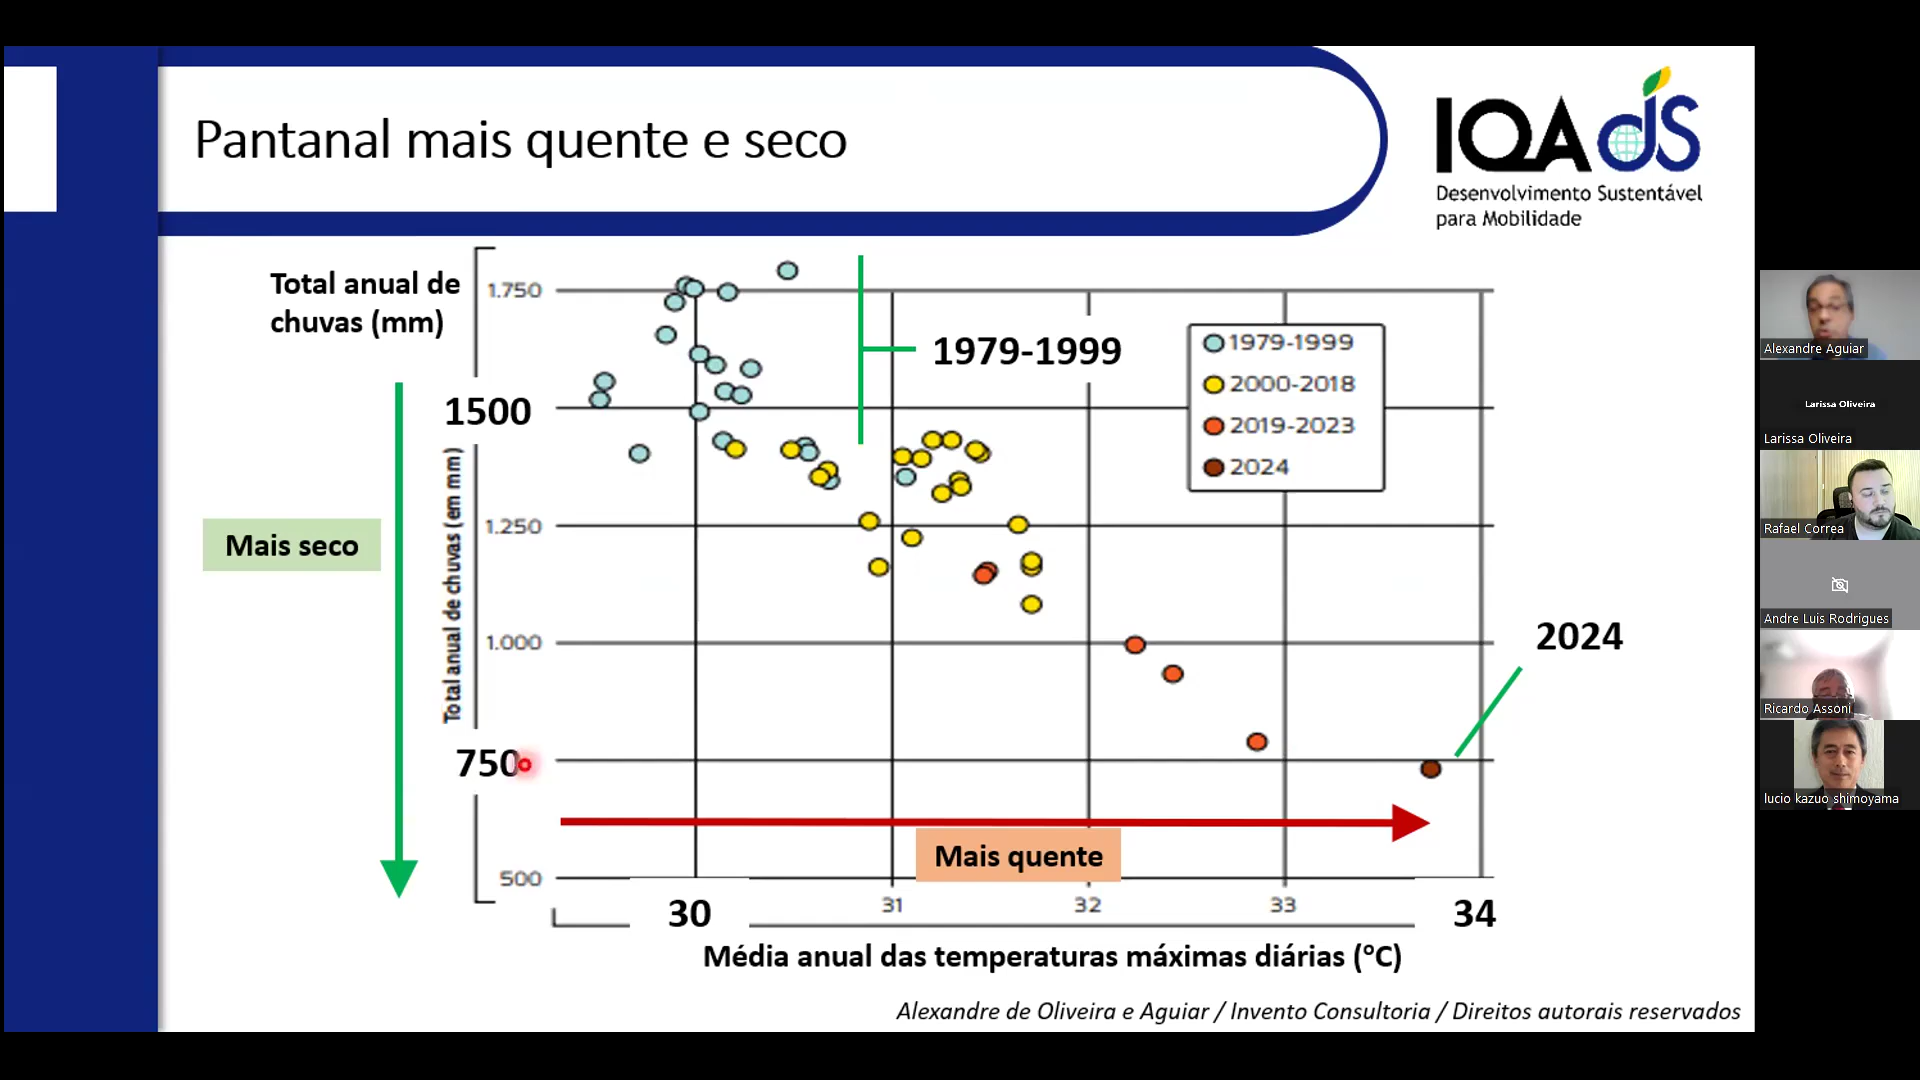 Pantanal mais quente e seco
IQAdS
Desenvolvimento Sustentável
para Mobilidade
Total anual de
chuvas (mm)
1.750
1500
1.250
1.000
750
500
Total anual de chuvas (em mm)
Mais seco
1979-1999
1979-1999
2000-2018
2019-2023
2024
2024
Mais quente
30
31
32
33
34
Média anual das temperaturas máximas diárias (°C)
Alexandre de Oliveira e Aguiar / Invento Consultoria / Direitos autorais reservados
Alexandre Aguiar
Larissa Oliveira
Larissa Oliveira
Rafael Correa
Andre Luis Rodrigues
Ricardo Assoni
lucio kazuo shimoyama